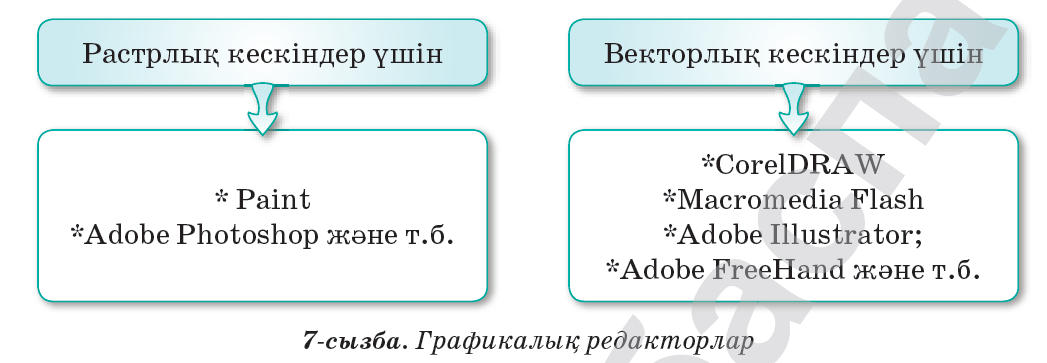 Растрлық кескіндер үшін
* Paint
*Adobe Photoshop және т.б.
Векторлық кескіндер үшін
*CorelDRAW
*Macromedia Flash
*Adobe Illustrator;
*Adobe FreeHand және т.б.
7-сызба. Графикалық редакторлар